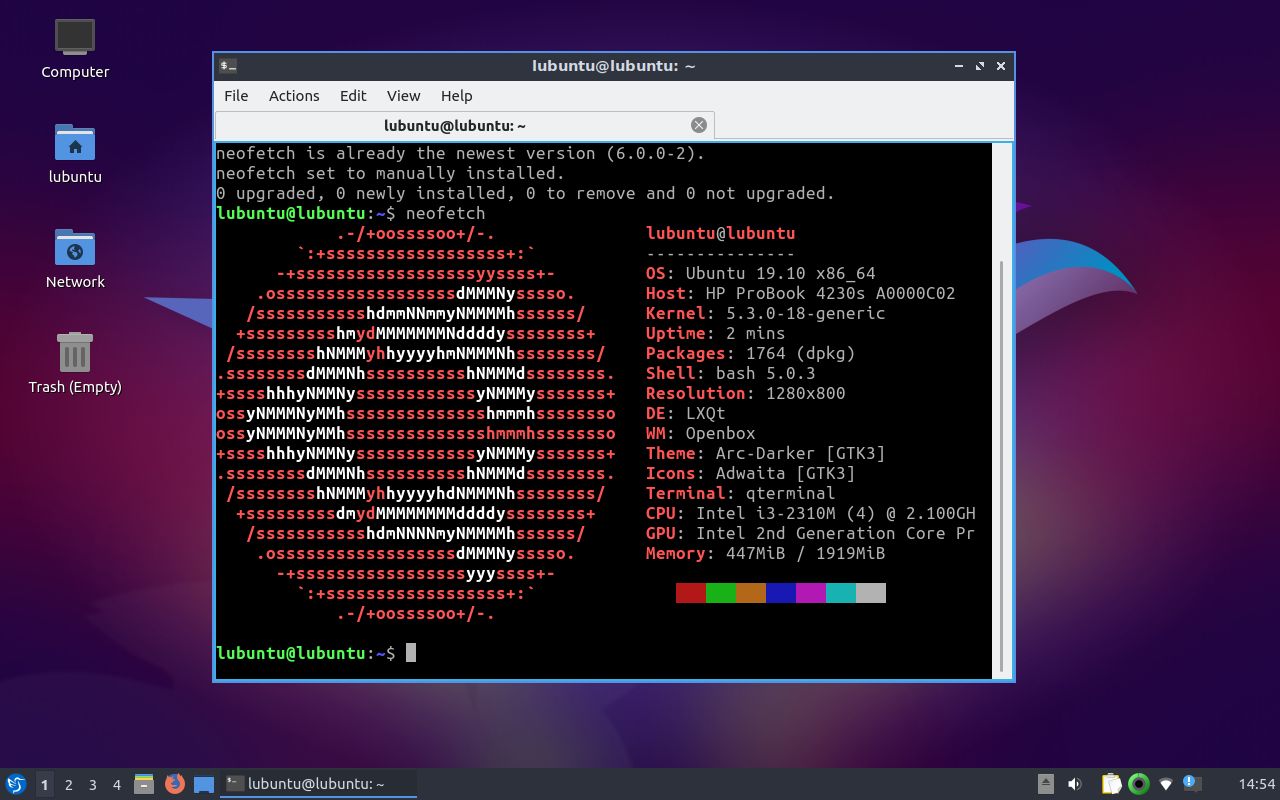 Computer
lubuntu
Network
Trash (Empty)
lubuntu@lubuntu: ~
File Actions Edit View Help
lubuntu@lubuntu: ~
neofetch is already the newest version (6.0.0-2).
neofetch set to manually installed.
0 upgraded, 0 newly installed, 0 to remove and 0 not upgraded.
lubuntu@lubuntu:~$ neofetch
            .-/+oossssoo+/-.               lubuntu@lubuntu
        `:+ssssssssssssssssss+:`           ---------------
      -+ssssssssssssssssssyyssss+-         OS: Ubuntu 19.10 x86_64
    .ossssssssssssssssssdMMMNysssso.       Host: HP ProBook 4230s A0000C02
   /ssssssssssshdmmNNmmyNMMMMhssssss/      Kernel: 5.3.0-18-generic
  +ssssssssshmydMMMMMMMNddddyssssssss+     Uptime: 2 mins
 /sssssssshNMMMyhhyyyyhmNMMMNhssssssss/    Packages: 1764 (dpkg)
.ssssssssdMMMNhsssssssssshNMMMdssssssss.   Shell: bash 5.0.3
+sssshhhyNMMNyssssssssssssyNMMMysssssss+   Resolution: 1280x800
ossyNMMMNyMMhsssssssssssssshmmmhssssssso   DE: LXQt
ossyNMMMNyMMhsssssssssssssshmmmhssssssso   WM: Openbox
+sssshhhyNMMNyssssssssssssyNMMMysssssss+   Theme: Arc-Darker [GTK3]
.ssssssssdMMMNhsssssssssshNMMMdssssssss.   Icons: Adwaita [GTK3]
 /sssssssshNMMMyhhyyyyhdNMMMNhssssssss/    Terminal: qterminal
  +sssssssssdmydMMMMMMMMddddyssssssss+     CPU: Intel i3-2310M (4) @ 2.100GH
   /ssssssssssshdmNNNNmyNMMMMhssssss/      GPU: Intel 2nd Generation Core Pr
    .ossssssssssssssssssdMMMNysssso.       Memory: 447MiB / 1919MiB
      -+sssssssssssssssssyyyssss+-
        `:+ssssssssssssssssss+:`
            .-/+oossssoo+/-.
lubuntu@lubuntu:~$
1 2 3 4 lubuntu@lubuntu: ~ 14:54